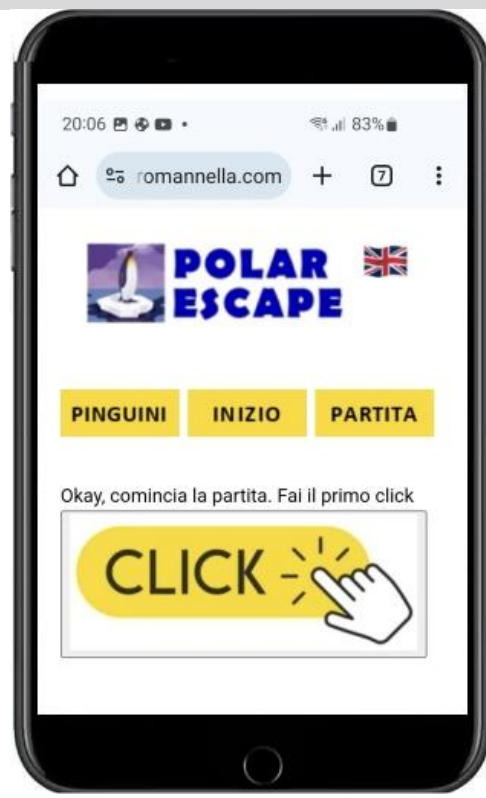 20:06
83%
romannella.com
7
POLAR
ESCAPE
PINGUINI
INIZIO
PARTITA
Okay, comincia la partita. Fai il primo click
CLICK